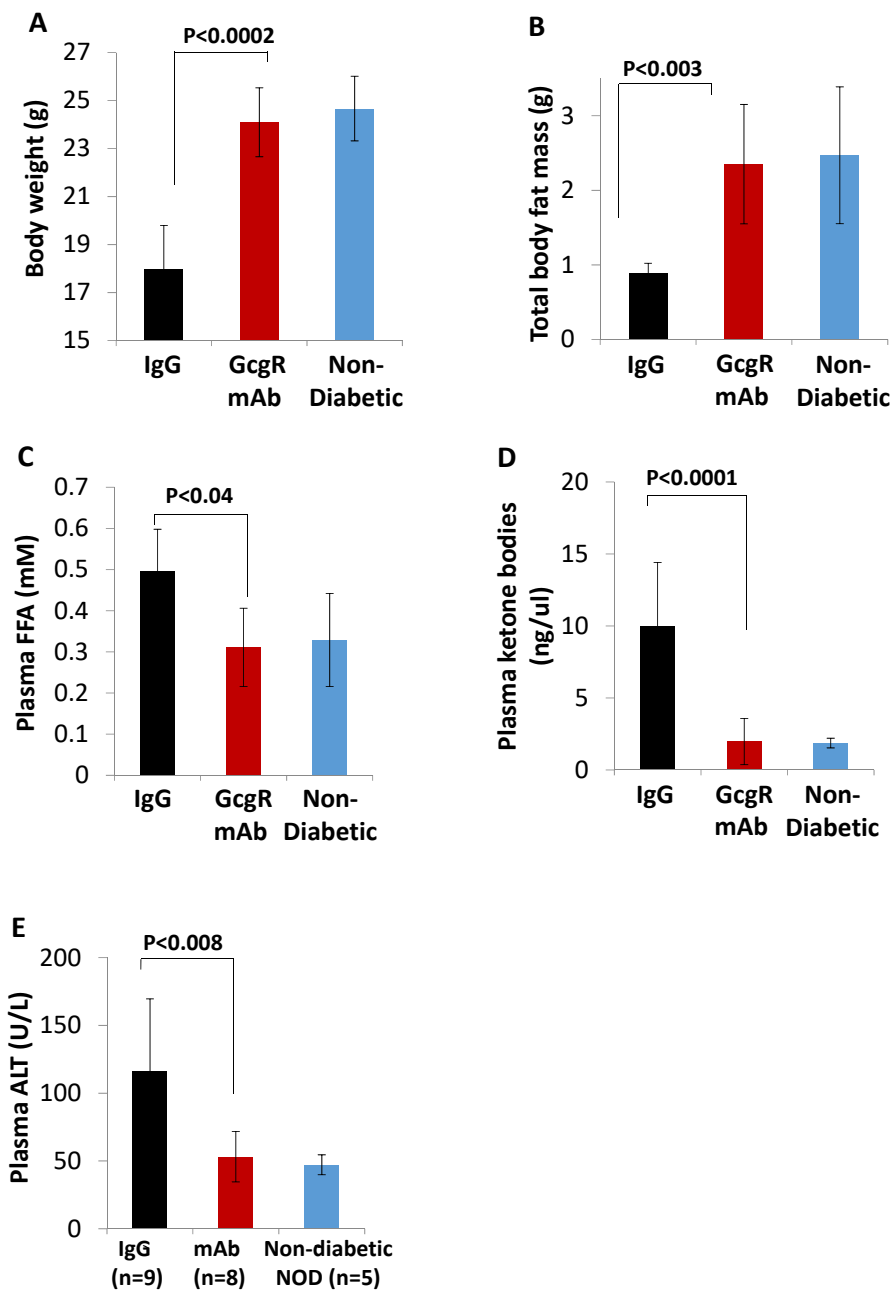 A
P<0.0002
Body weight (g)
27
25
23
21
19
17
15
IgG
GcgR
mAb
Non-
Diabetic
B
P<0.003
Total body fat mass (g)
3
2
1
0
IgG
GcgR
mAb
Non-
Diabetic
C
P<0.04
Plasma FFA (mM)
0.7
0.6
0.5
0.4
0.3
0.2
0.1
0
IgG
GcgR
mAb
Non-
Diabetic
D
P<0.0001
Plasma ketone bodies
(ng/ul)
20
15
10
5
0
IgG
GcgR
mAb
Non-
Diabetic
E
P<0.008
Plasma ALT (U/L)
200
150
100
50
0
IgG
(n=9)
mAb
(n=8)
Non-diabetic
NOD (n=5)